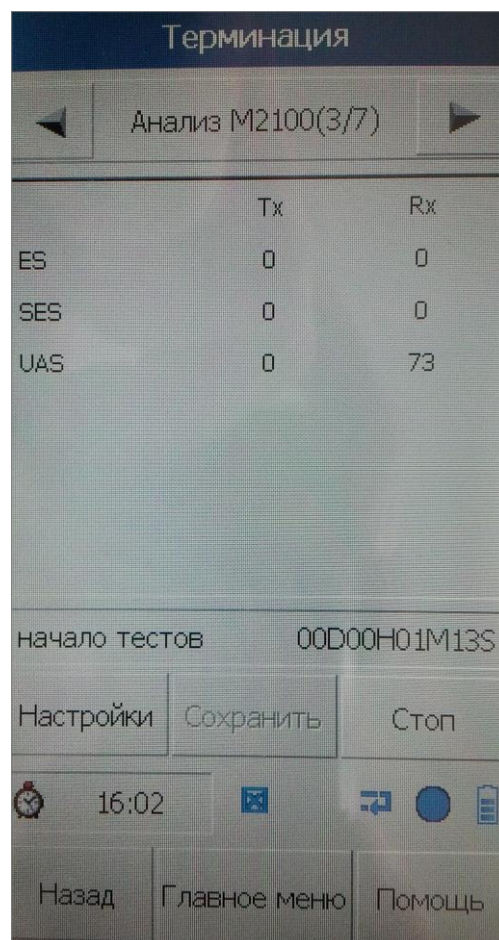 Терминация
Анализ M2100(3/7)
Tx Rx
ES 0 0
SES 0 0
UAS 0 73
начало тестов 00D00H01M13S
Настройки Сохранить Стоп
16:02
Назад Главное меню Помощь